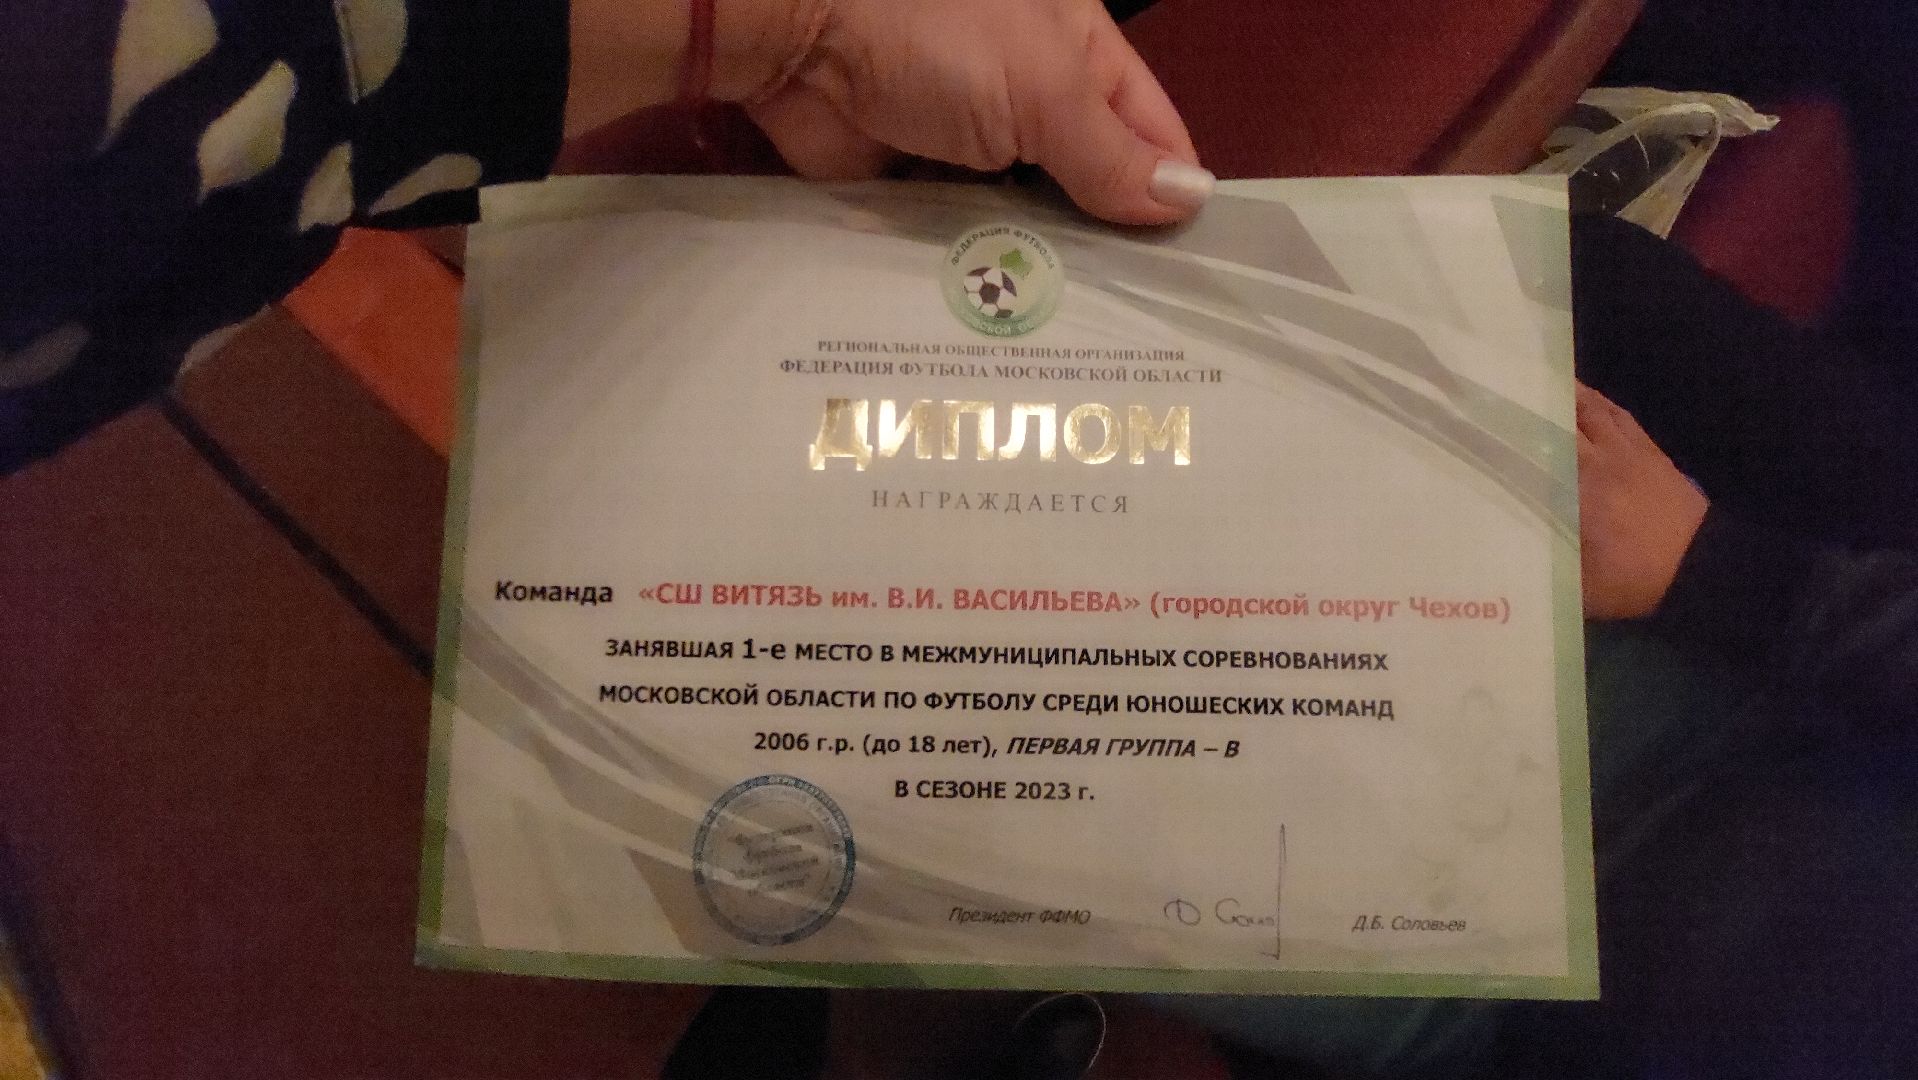 ФЕДЕРАЦИЯ ФУТБОЛА
РЕГИОНАЛЬНАЯ ОБЩЕСТВЕННАЯ ОРГАНИЗАЦИЯ
ФЕДЕРАЦИЯ ФУТБОЛА МОСКОВСКОЙ ОБЛАСТИ
ДИПЛОМ
НАГРАЖДАЕТСЯ
Команда «СШ ВИТЯЗЬ им. В.И. ВАСИЛЬЕВА» (городской округ Чехов)
ЗАНЯВШАЯ 1-е МЕСТО В МЕЖМУНИЦИПАЛЬНЫХ СОРЕВНОВАНИЯХ
МОСКОВСКОЙ ОБЛАСТИ ПО ФУТБОЛУ СРЕДИ ЮНОШЕСКИХ КОМАНД
2006 г.р. (до 18 лет), ПЕРВАЯ ГРУППА – В
В СЕЗОНЕ 2023 г.
Президент ФФМО Д.Б. Соловьев